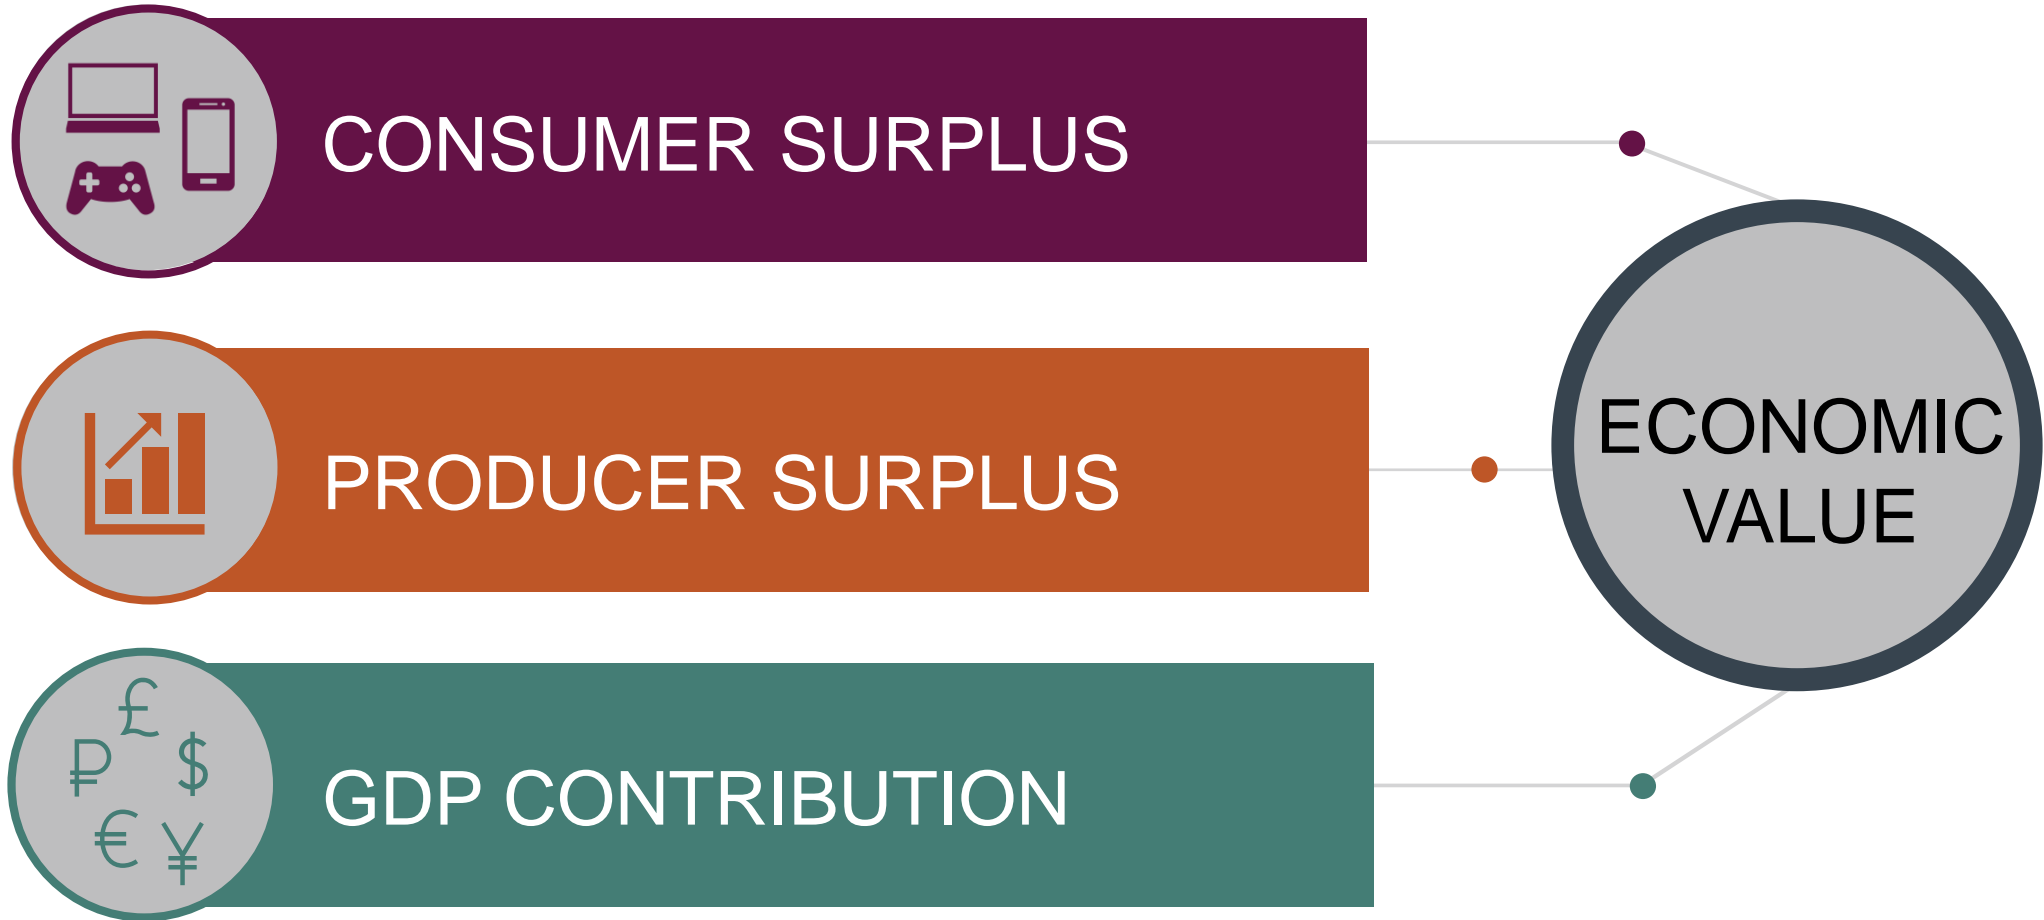 CONSUMER SURPLUS
PRODUCER SURPLUS
ECONOMIC
VALUE
£
₽ $
€ ¥
GDP CONTRIBUTION